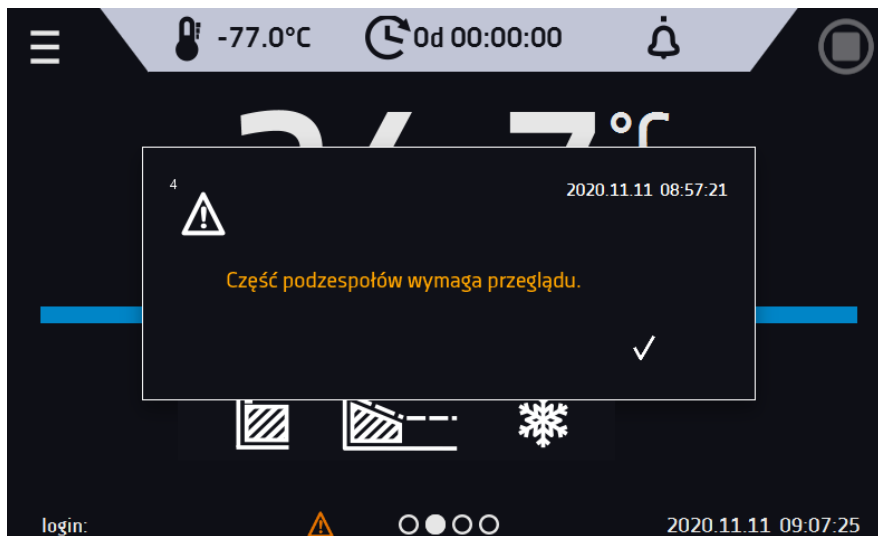 -77.0°C
0d 00:00:00
4
2020.11.11 08:57:21
Część podzespołów wymaga przeglądu.
login:
2020.11.11 09:07:25